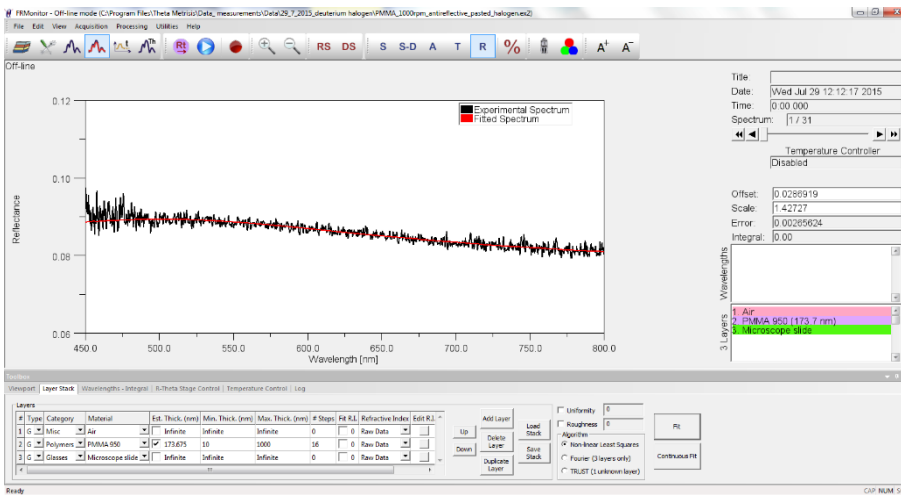 FRMonitor - Off-line mode (C:\Program Files\Theta Metrisis\Data_ measurements\Data\29_7_2015_deuterium halogen\PMMA_1000rpm_antireflective_pasted_halogen.ex2)
File Edit View Acquisition Processing Utilities Help
Rt RS DS S S-D A T R % A+ A-
Off-line
Title:
Date: Wed Jul 29 12:12:17 2015
Time: 0:00.000
Spectrum: 1 / 31
Temperature Controller
Disabled
Offset: 0.0286919
Scale: 1.42727
Error: 0.00265624
Integral: 0.00
Wavelengths
3 Layers
1. Air
2. PMMA 950 (173.7 nm)
3. Microscope slide
Experimental Spectrum
Fitted Spectrum
Reflectance
0.12
0.10
0.08
0.06
450.0 500.0 550.0 600.0 650.0 700.0 750.0 800.0
Wavelength [nm]
Toolbox
Viewport Layer Stack Wavelengths - Integral R-Theta Stage Control Temperature Control Log
Layers
# Type Category Material Est. Thick. (nm) Min. Thick. (nm) Max. Thick. (nm) # Steps Fit R.I. Refractive Index Edit R.I.
1 G Misc Air Infinite Infinite Infinite 0 0 Raw Data
2 G Polymers PMMA 950 173.675 10 1000 16 0 Raw Data
3 G Glasses Microscope slide Infinite Infinite Infinite 0 0 Raw Data
Up
Down
Add Layer
Delete Layer
Duplicate Layer
Load Stack
Save Stack
Uniformity 0
Roughness 0
Algorithm
Non-linear Least Squares
Fourier (3 layers only)
TRUST (1 unknown layer)
Fit
Continuous Fit
Ready
CAP NUM